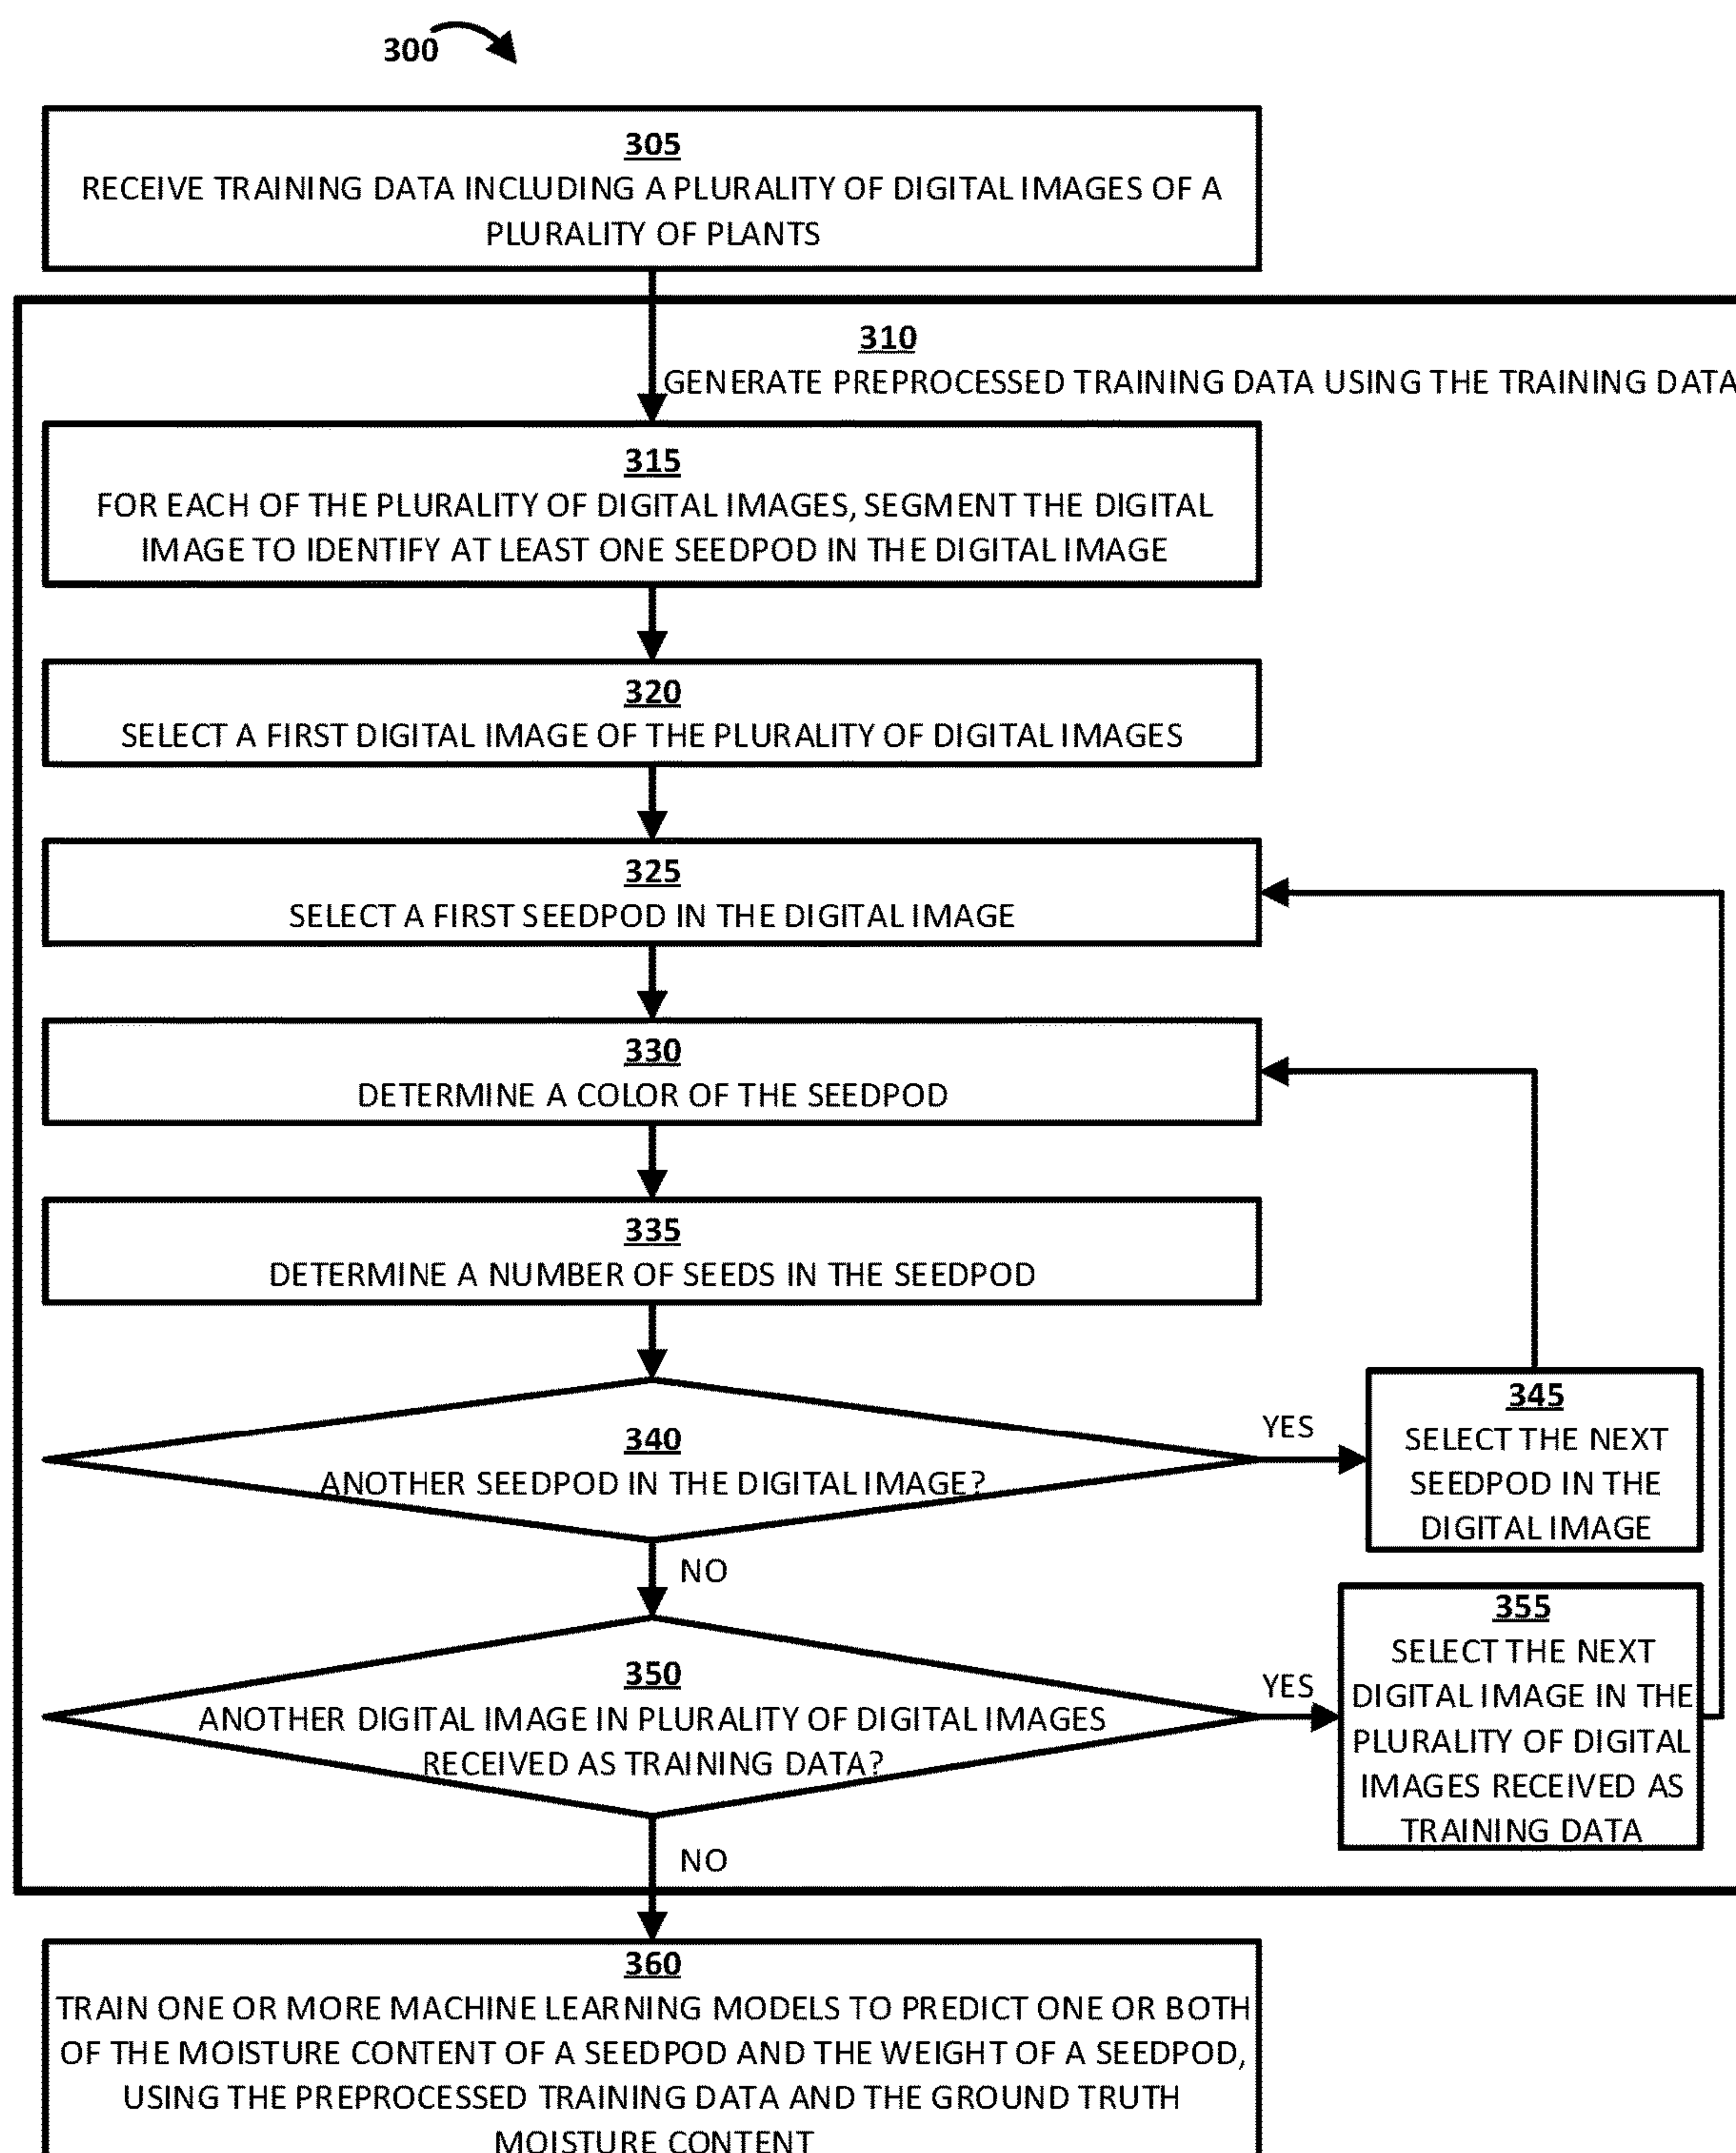 300
305
RECEIVE TRAINING DATA INCLUDING A PLURALITY OF DIGITAL IMAGES OF A
PLURALITY OF PLANTS
310
GENERATE PREPROCESSED TRAINING DATA USING THE TRAINING DATA
315
FOR EACH OF THE PLURALITY OF DIGITAL IMAGES, SEGMENT THE DIGITAL
IMAGE TO IDENTIFY AT LEAST ONE SEEDPOD IN THE DIGITAL IMAGE
320
SELECT A FIRST DIGITAL IMAGE OF THE PLURALITY OF DIGITAL IMAGES
325
SELECT A FIRST SEEDPOD IN THE DIGITAL IMAGE
330
DETERMINE A COLOR OF THE SEEDPOD
335
DETERMINE A NUMBER OF SEEDS IN THE SEEDPOD
340
ANOTHER SEEDPOD IN THE DIGITAL IMAGE?
YES
345
SELECT THE NEXT
SEEDPOD IN THE
DIGITAL IMAGE
NO
350
ANOTHER DIGITAL IMAGE IN PLURALITY OF DIGITAL IMAGES
RECEIVED AS TRAINING DATA?
YES
355
SELECT THE NEXT
DIGITAL IMAGE IN THE
PLURALITY OF DIGITAL
IMAGES RECEIVED AS
TRAINING DATA
NO
360
TRAIN ONE OR MORE MACHINE LEARNING MODELS TO PREDICT ONE OR BOTH
OF THE MOISTURE CONTENT OF A SEEDPOD AND THE WEIGHT OF A SEEDPOD,
USING THE PREPROCESSED TRAINING DATA AND THE GROUND TRUTH
MOISTURE CONTENT